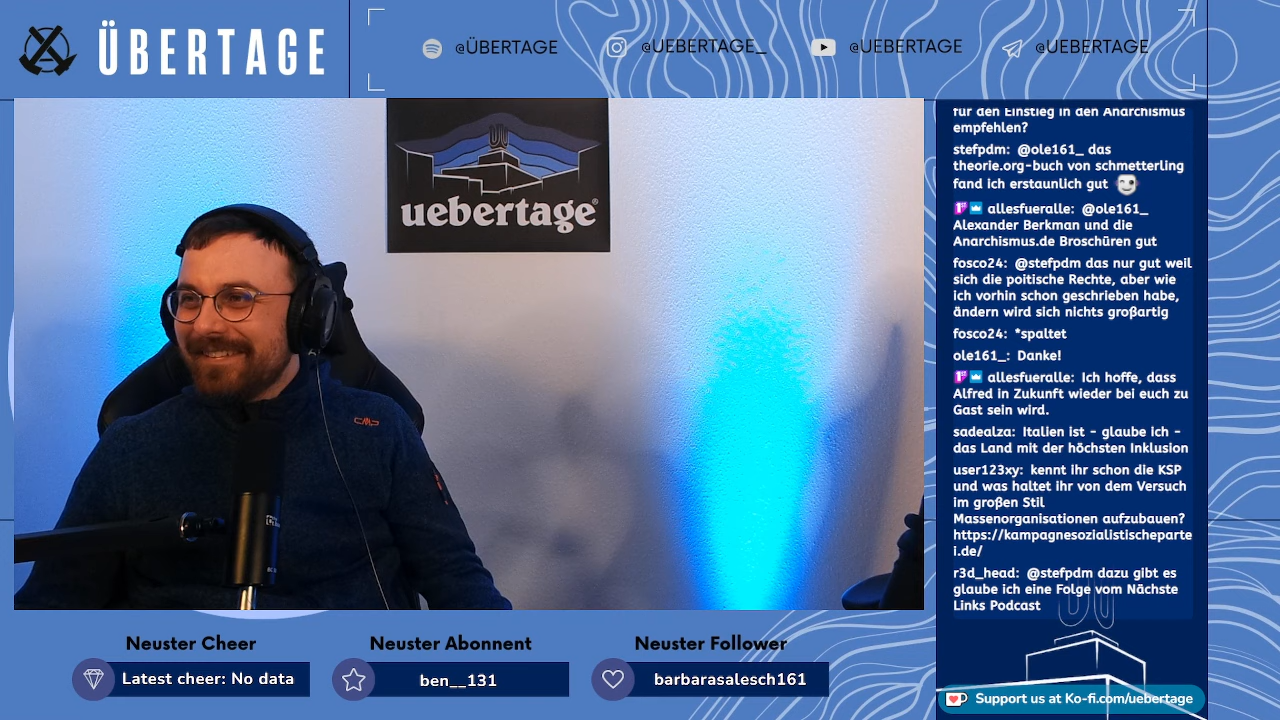 ÜBERTAGE
@ÜBERTAGE
@UEBERTAGE_
@UEBERTAGE
@UEBERTAGE
uebertage®
für den Einstieg in den Anarchismus
empfehlen?
stefpdm: @ole161_ das
theorie.org-buch von schmetterling
fand ich erstaunlich gut
allesfueralle: @ole161_
Alexander Berkman und die
Anarchismus.de Broschüren gut
fosco24: @stefpdm das nur gut weil
sich die poitische Rechte, aber wie
ich vorhin schon geschrieben habe,
ändern wird sich nichts großartig
fosco24: *spaltet
ole161_: Danke!
allesfueralle: Ich hoffe, dass
Alfred in Zukunft wieder bei euch zu
Gast sein wird.
sadealza: Italien ist - glaube ich -
das Land mit der höchsten Inklusion
user123xy: kennt ihr schon die KSP
und was haltet ihr von dem Versuch
im großen Stil
Massenorganisationen aufzubauen?
https://kampagnesozialistischeparte
i.de/
r3d_head: @stefpdm dazu gibt es
glaube ich eine Folge vom Nächste
Links Podcast
CMP
Neuster Cheer
Latest cheer: No data
Neuster Abonnent
ben__131
Neuster Follower
barbarasalesch161
Support us at Ko-fi.com/uebertage